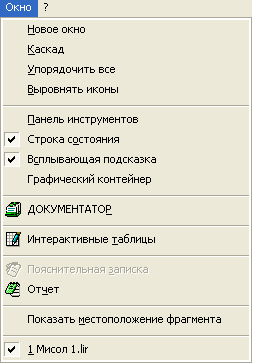 Окно ?
Новое окно
Каскад
Упорядочить все
Выровнять иконы
Панель инструментов
Строка состояния
Всплывающая подсказка
Графический контейнер
ДОКУМЕНТАТОР
Интерактивные таблицы
Пояснительная записка
Отчет
Показать местоположение фрагмента
1 Мисол 1.lir